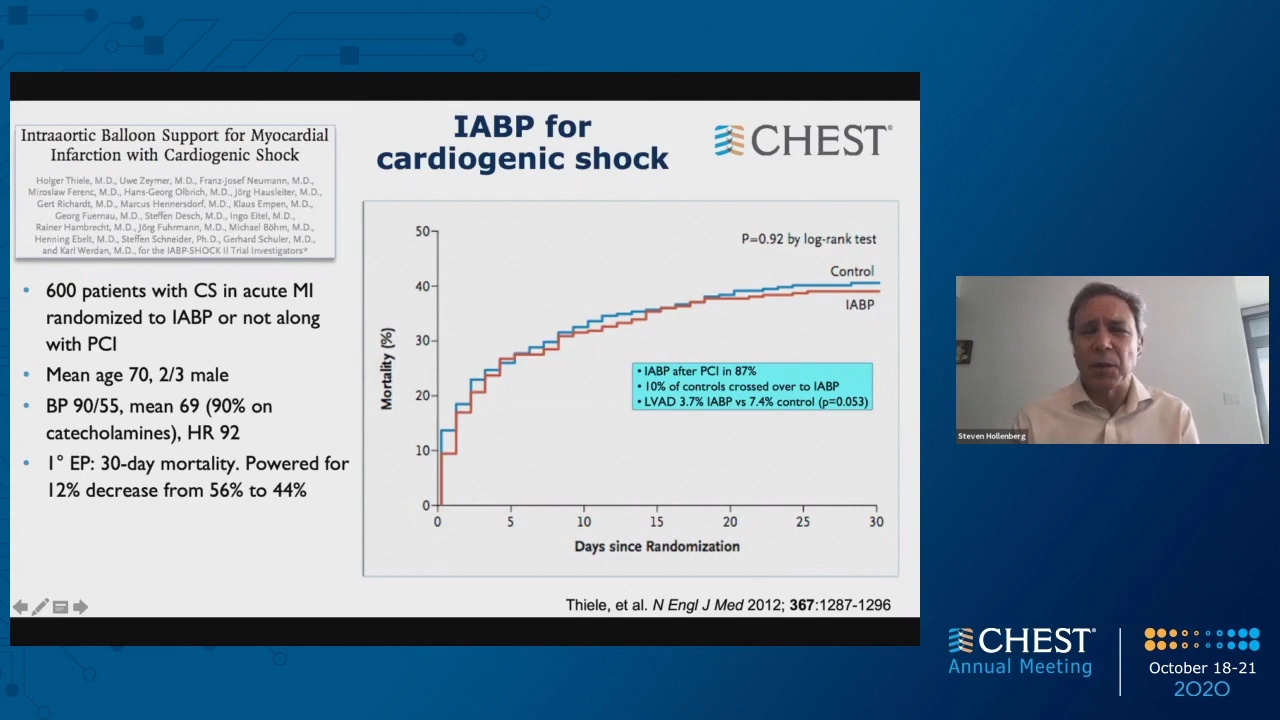 Intraaortic Balloon Support for Myocardial
Infarction with Cardiogenic Shock
Holger Thiele, M.D., Uwe Zeymer, M.D., Franz-Josef Neumann, M.D.,
Miroslaw Ferenc, M.D., Hans-Georg Olbrich, M.D., Jörg Hausleiter, M.D.,
Gert Richardt, M.D., Marcus Hennersdorf, M.D., Klaus Empen, M.D.,
Georg Fuernau, M.D., Steffen Desch, M.D., Ingo Eitel, M.D.,
Rainer Hambrecht, M.D., Jörg Fuhrmann, M.D., Michael Böhm, M.D.,
Henning Ebelt, M.D., Steffen Schneider, Ph.D., Gerhard Schuler, M.D.,
and Karl Werdan, M.D., for the IABP-SHOCK II Trial Investigators*
IABP for
cardiogenic shock
CHEST®
• 600 patients with CS in acute MI
randomized to IABP or not along
with PCI
• Mean age 70, 2/3 male
• BP 90/55, mean 69 (90% on
catecholamines), HR 92
• 1° EP: 30-day mortality. Powered for
12% decrease from 56% to 44%
P=0.92 by log-rank test
Control
IABP
Mortality (%)
50
40
30
20
10
0
• IABP after PCI in 87%
• 10% of controls crossed over to IABP
• LVAD 3.7% IABP vs 7.4% control (p=0.053)
0 5 10 15 20 25 30
Days since Randomization
Thiele, et al. N Engl J Med 2012; 367:1287-1296
Steven Hollenberg
CHEST®
Annual Meeting
October 18-21
2020